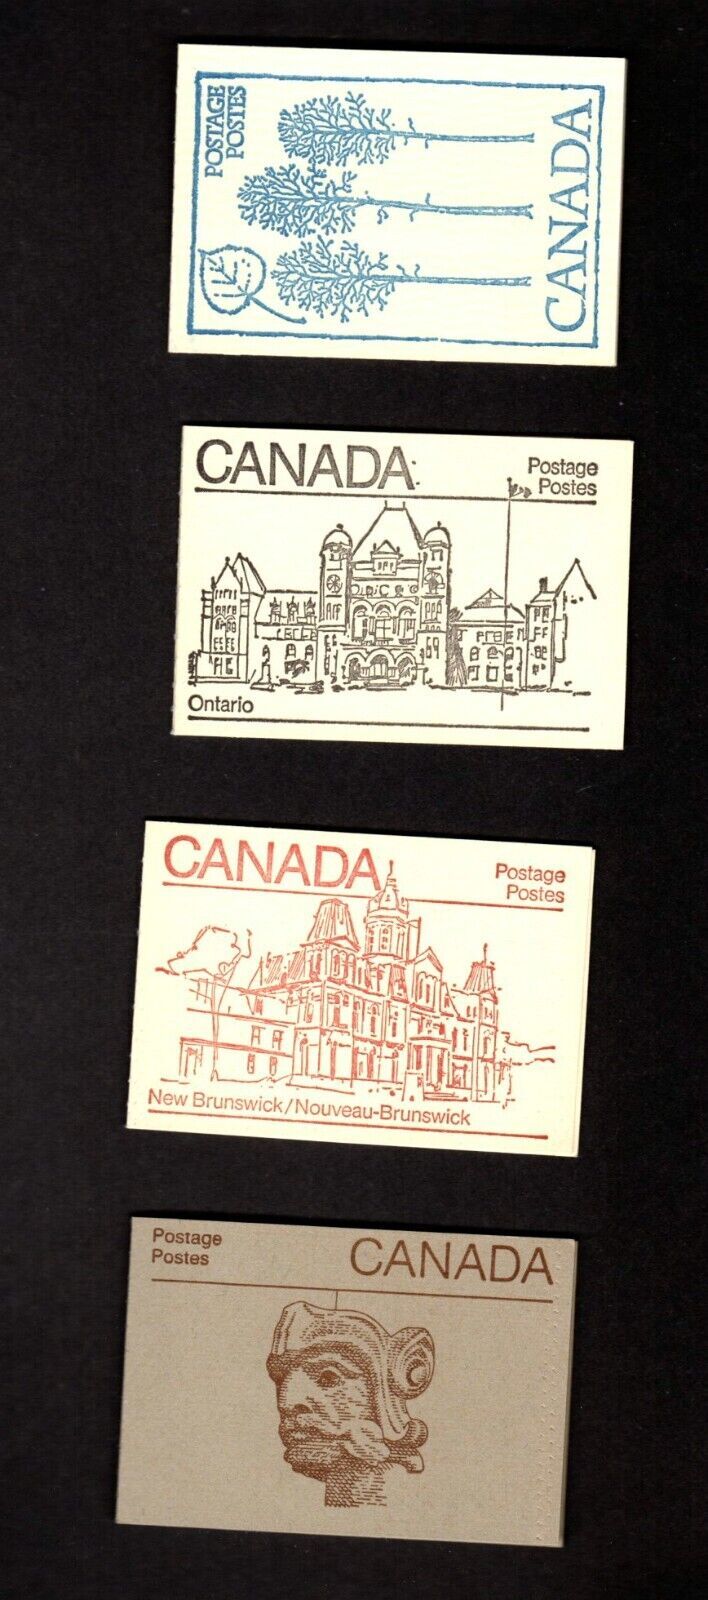 POSTAGE
POSTES
CANADA
CANADA
Postage
Postes
Ontario
CANADA
Postage
Postes
New Brunswick/Nouveau-Brunswick
Postage
Postes
CANADA